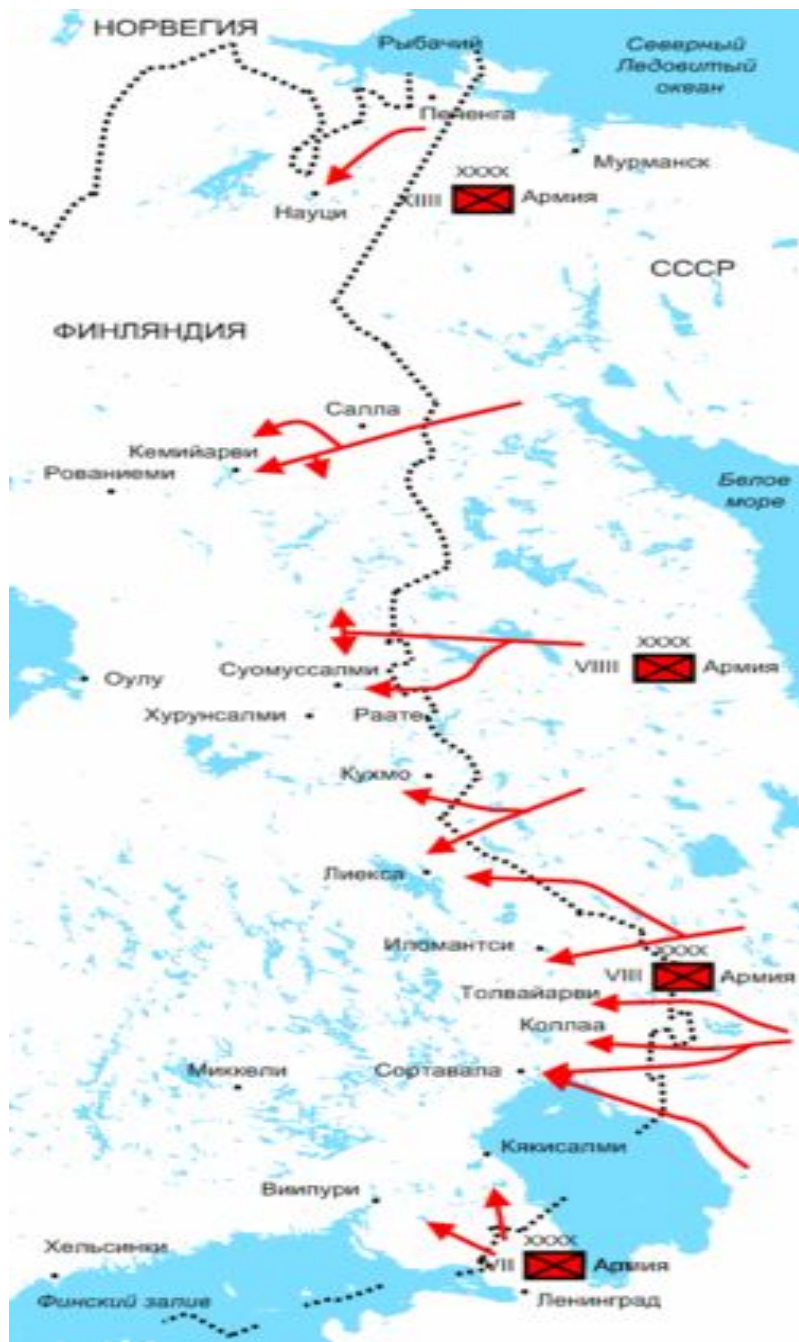 НОРВЕГИЯ
Рыбачий
Северный
Ледовитый
океан
Печенга
Мурманск
XXXX
XIIII
Армия
Науци
СССР
ФИНЛЯНДИЯ
Салла
Кемийарви
Рованиеми
Белое
море
XXXX
VIIII
Армия
Суомуссалми
Оулу
Хурунсалми
Раате
Кухмо
Лиекса
Иломантси
XXXX
VIII
Армия
Толвайарви
Коллаа
Миккели
Сортавала
Кякисалми
Виипури
XXXX
VII
Армия
Хельсинки
Финский залив
Ленинград